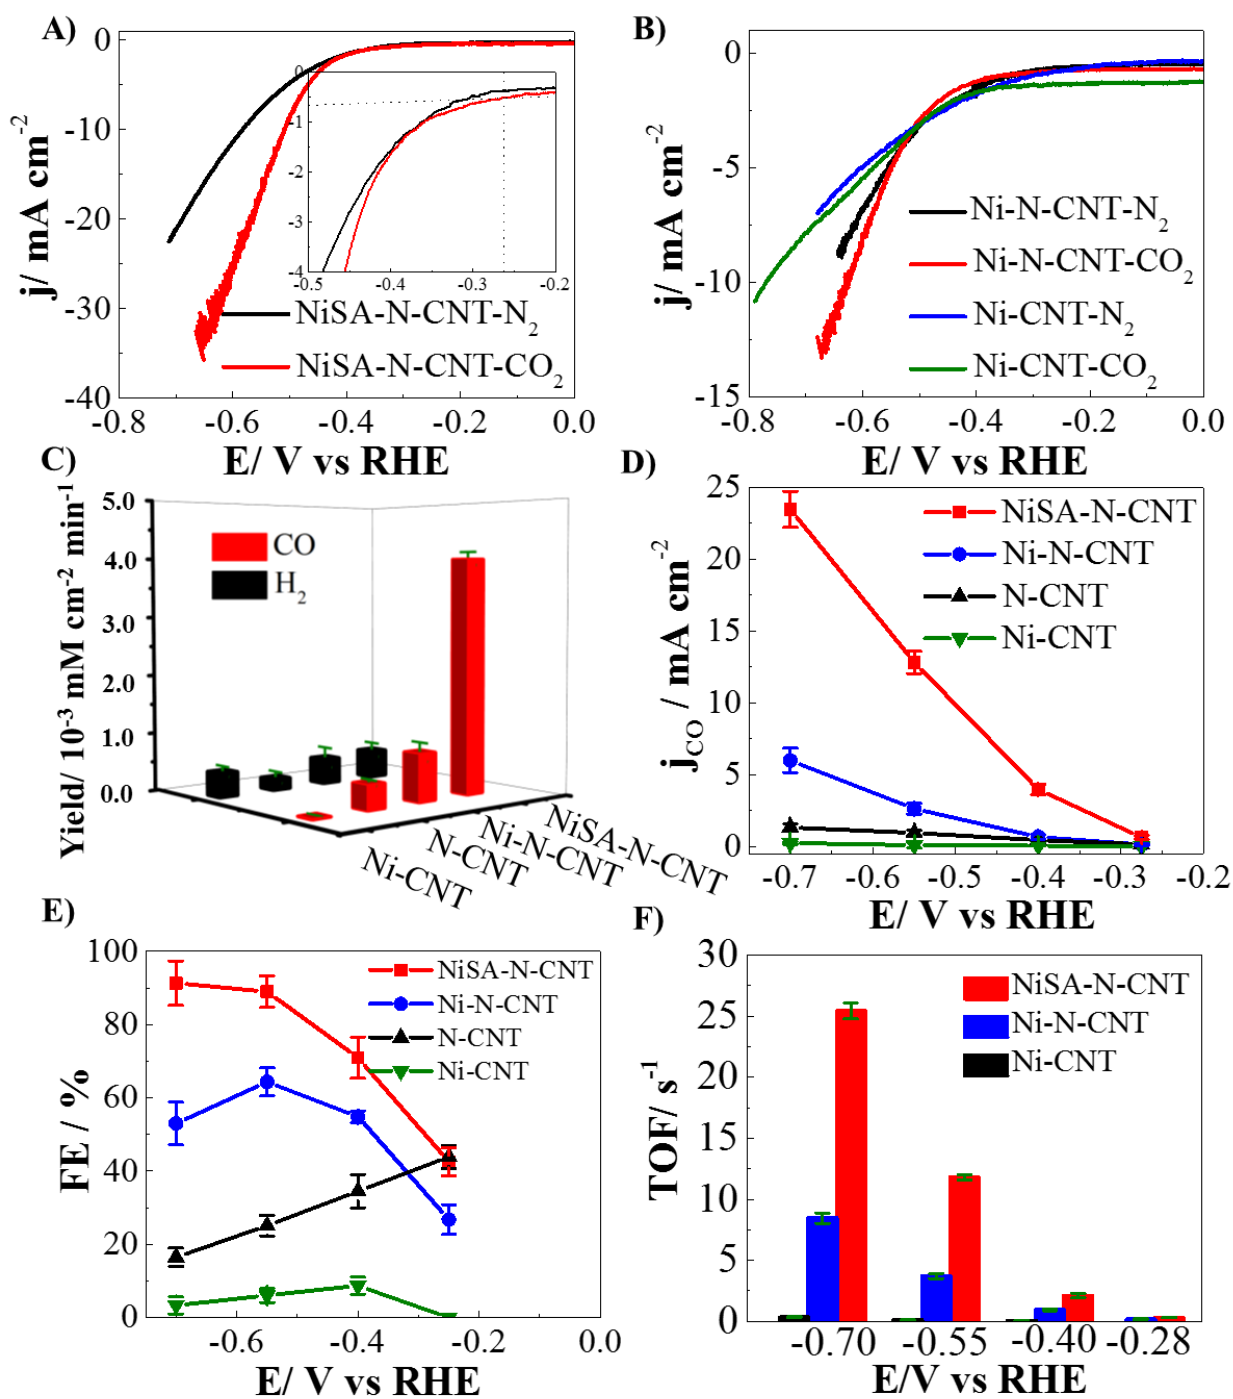 A)
j/ mA cm-2
0
-10
-20
-30
-40
-0.8
-0.6
-0.4
-0.2
0.0
E/ V vs RHE
0
-1
-2
-3
-4
-0.5
-0.4
-0.3
-0.2
NiSA-N-CNT-N2
NiSA-N-CNT-CO2
B)
j/ mA cm-2
0
-5
-10
-15
-0.8
-0.6
-0.4
-0.2
0.0
E/ V vs RHE
Ni-N-CNT-N2
Ni-N-CNT-CO2
Ni-CNT-N2
Ni-CNT-CO2
C)
Yield/ 10-3 mM cm-2 min-1
5.0
4.0
3.0
2.0
1.0
0.0
CO
H2
Ni-CNT
N-CNT
Ni-N-CNT
NiSA-N-CNT
D)
jCO / mA cm-2
25
20
15
10
5
0
-0.7
-0.6
-0.5
-0.4
-0.3
-0.2
E/ V vs RHE
NiSA-N-CNT
Ni-N-CNT
N-CNT
Ni-CNT
E)
FE / %
100
80
60
40
20
0
-0.6
-0.4
-0.2
0.0
E/ V vs RHE
NiSA-N-CNT
Ni-N-CNT
N-CNT
Ni-CNT
F)
TOF/ s-1
30
25
20
15
10
5
0
-0.70
-0.55
-0.40
-0.28
E/V vs RHE
NiSA-N-CNT
Ni-N-CNT
Ni-CNT